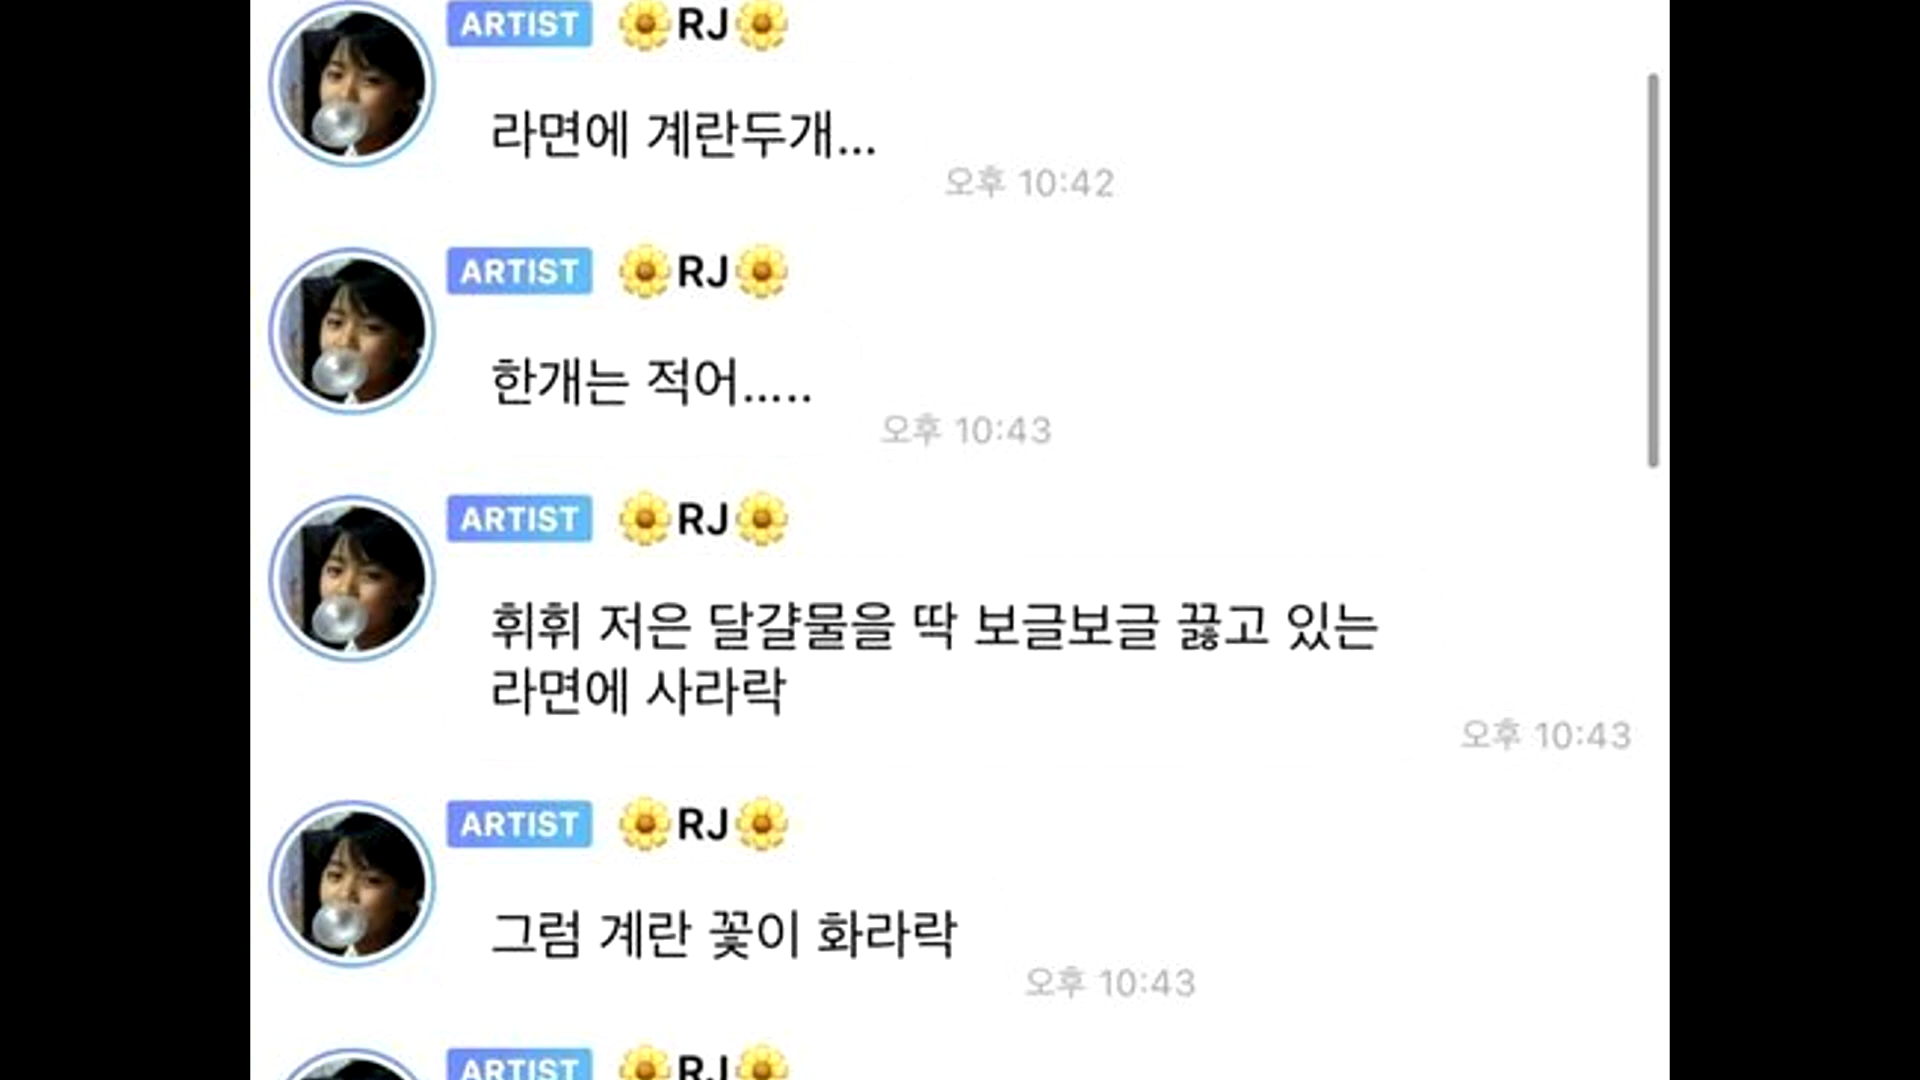 ARTIST 🌼RJ🌼
라면에 계란두개...
오후 10:42
ARTIST 🌼RJ🌼
한개는 적어.....
오후 10:43
ARTIST 🌼RJ🌼
휘휘 저은 달걀물을 딱 보글보글 끓고 있는
라면에 사라락
오후 10:43
ARTIST 🌼RJ🌼
그럼 계란 꽃이 화라락
오후 10:43
ARTIST 🌼RJ🌼